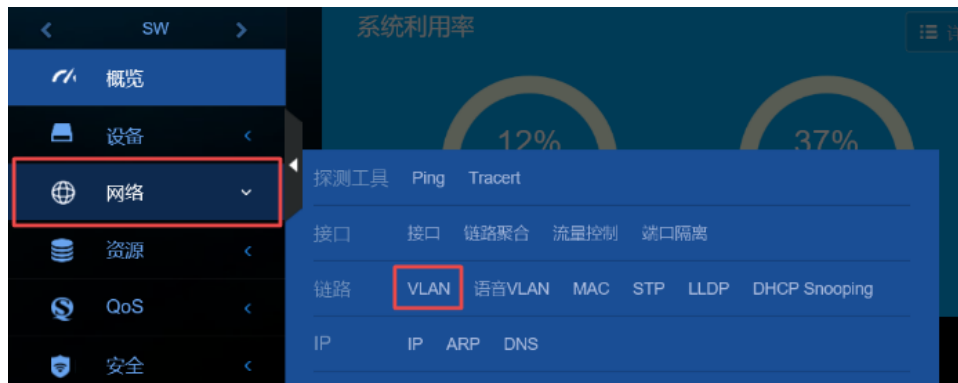 SW
系统利用率
概览
设备
12%
37%
网络
探测工具 Ping Tracert
接口 接口 链路聚合 流量控制 端口隔离
资源
链路 VLAN 语音VLAN MAC STP LLDP DHCP Snooping
QoS
IP IP ARP DNS
安全